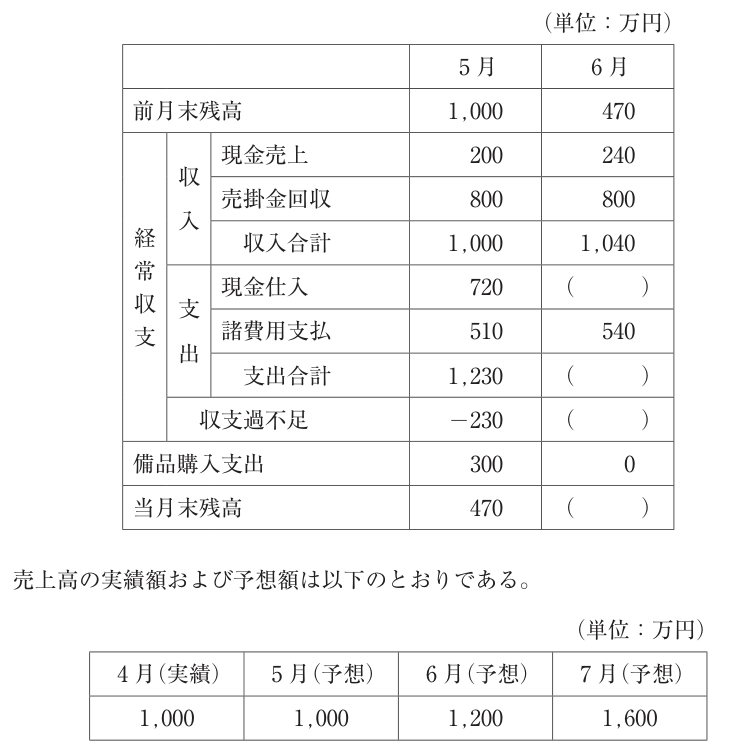 （単位：万円）
5月 6月
前月末残高 1,000 470
経常収支
収入
現金売上 200 240
売掛金回収 800 800
収入合計 1,000 1,040
支出
現金仕入 720 （　　　）
諸費用支払 510 540
支出合計 1,230 （　　　）
収支過不足 －230 （　　　）
備品購入支出 300 0
当月末残高 470 （　　　）
売上高の実績額および予想額は以下のとおりである。
（単位：万円）
4月(実績) 5月(予想) 6月(予想) 7月(予想)
1,000 1,000 1,200 1,600